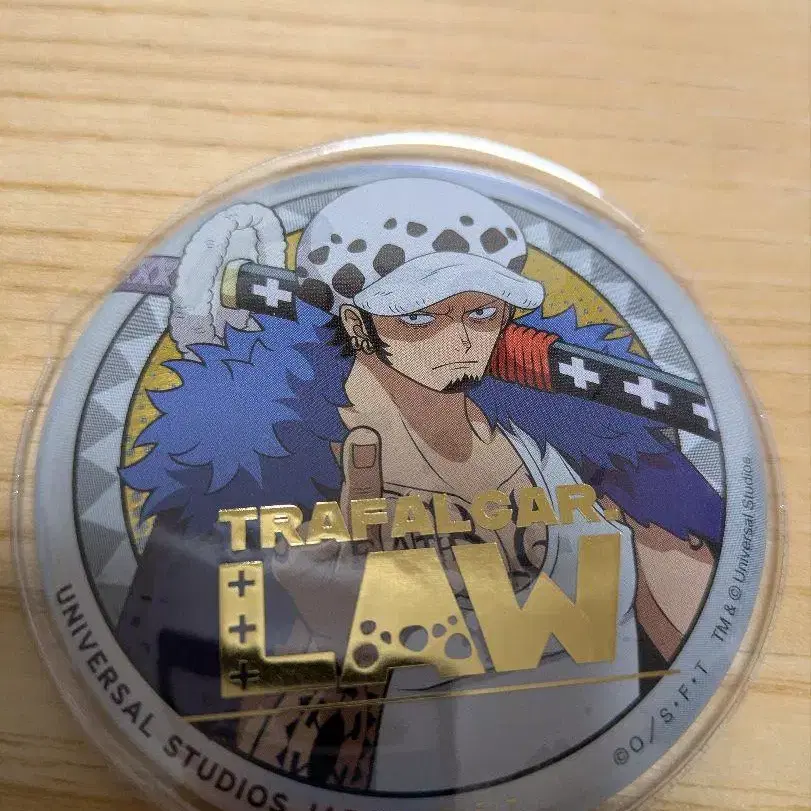 TRAFALGAR.
LAW
UNIVERSAL STUDIOS
©O/S・F・T TM & © Universal Studios